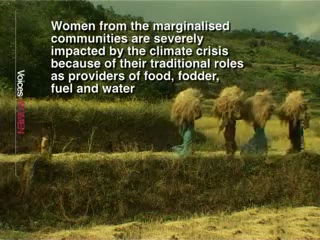 Women from the marginalised
communities are severely
impacted by the climate crisis
because of their traditional roles
as providers of food, fodder,
fuel and water
Voices WOMEN